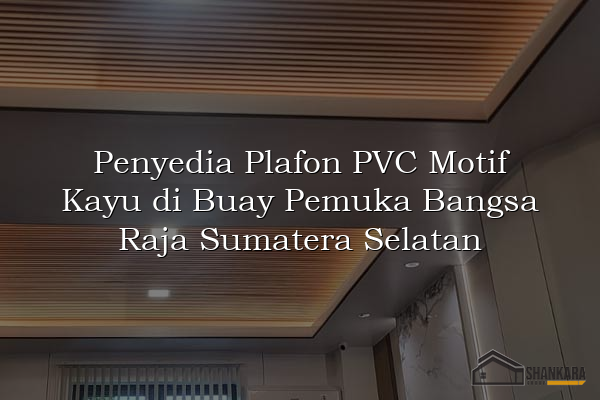 Penyedia Plafon PVC Motif
Kayu di Buay Pemuka Bangsa
Raja Sumatera Selatan
SHANKARA